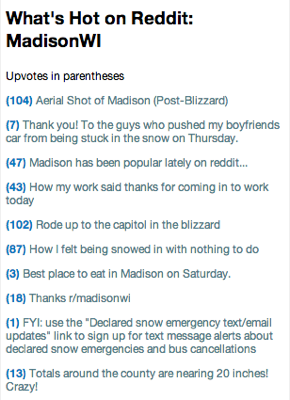 What's Hot on Reddit:
MadisonWI
Upvotes in parentheses
(104) Aerial Shot of Madison (Post-Blizzard)
(7) Thank you! To the guys who pushed my boyfriends
car from being stuck in the snow on Thursday.
(47) Madison has been popular lately on reddit...
(43) How my work said thanks for coming in to work
today
(102) Rode up to the capitol in the blizzard
(87) How I felt being snowed in with nothing to do
(3) Best place to eat in Madison on Saturday.
(18) Thanks r/madisonwi
(1) FYI: use the "Declared snow emergency text/email
updates" link to sign up for text message alerts about
declared snow emergencies and bus cancellations
(13) Totals around the county are nearing 20 inches!
Crazy!